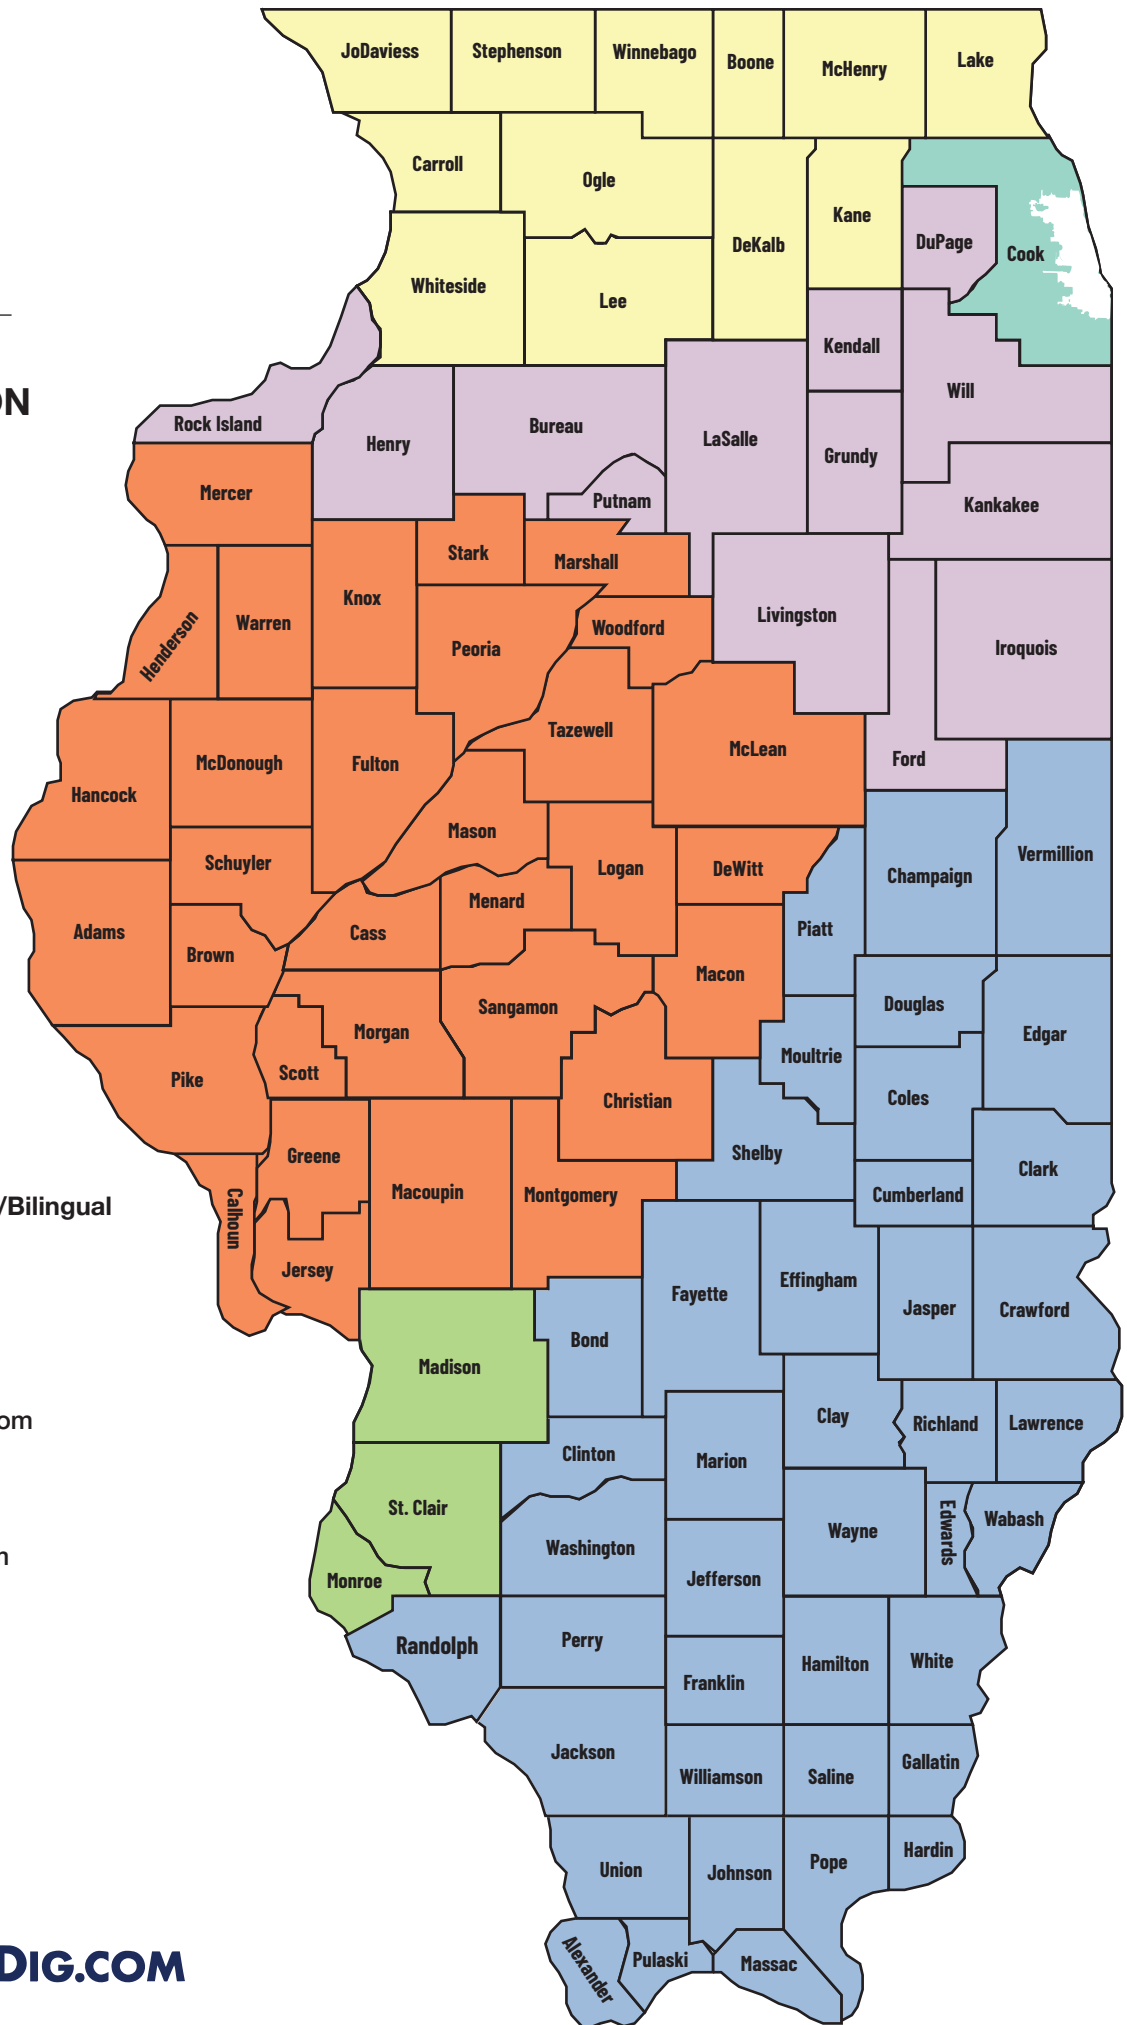 JoDaviess
Stephenson
Winnebago
Boone
McHenry
Lake
Carroll
Ogle
DeKalb
Kane
DuPage
Cook
Whiteside
Lee
Kendall
Will
ON
Rock Island
Henry
Bureau
LaSalle
Grundy
Putnam
Kankakee
Mercer
Stark
Marshall
Knox
Henderson
Warren
Peoria
Woodford
Livingston
Iroquois
Tazewell
McLean
Ford
Hancock
McDonough
Fulton
Mason
Logan
DeWitt
Champaign
Vermillion
Schuyler
Menard
Piatt
Adams
Brown
Cass
Macon
Sangamon
Douglas
Edgar
Morgan
Moultrie
Scott
Pike
Christian
Coles
Greene
Shelby
Clark
Cumberland
Macoupin
Montgomery
/Bilingual
Calhoun
Jersey
Fayette
Effingham
Jasper
Crawford
Bond
Madison
Clay
Richland
Lawrence
om
Clinton
Marion
St. Clair
Washington
Wayne
Edwards
Wabash
n
Monroe
Jefferson
Randolph
Perry
Franklin
Hamilton
White
Jackson
Williamson
Saline
Gallatin
Union
Johnson
Pope
Hardin
Alexander
Pulaski
Massac
DIG.COM